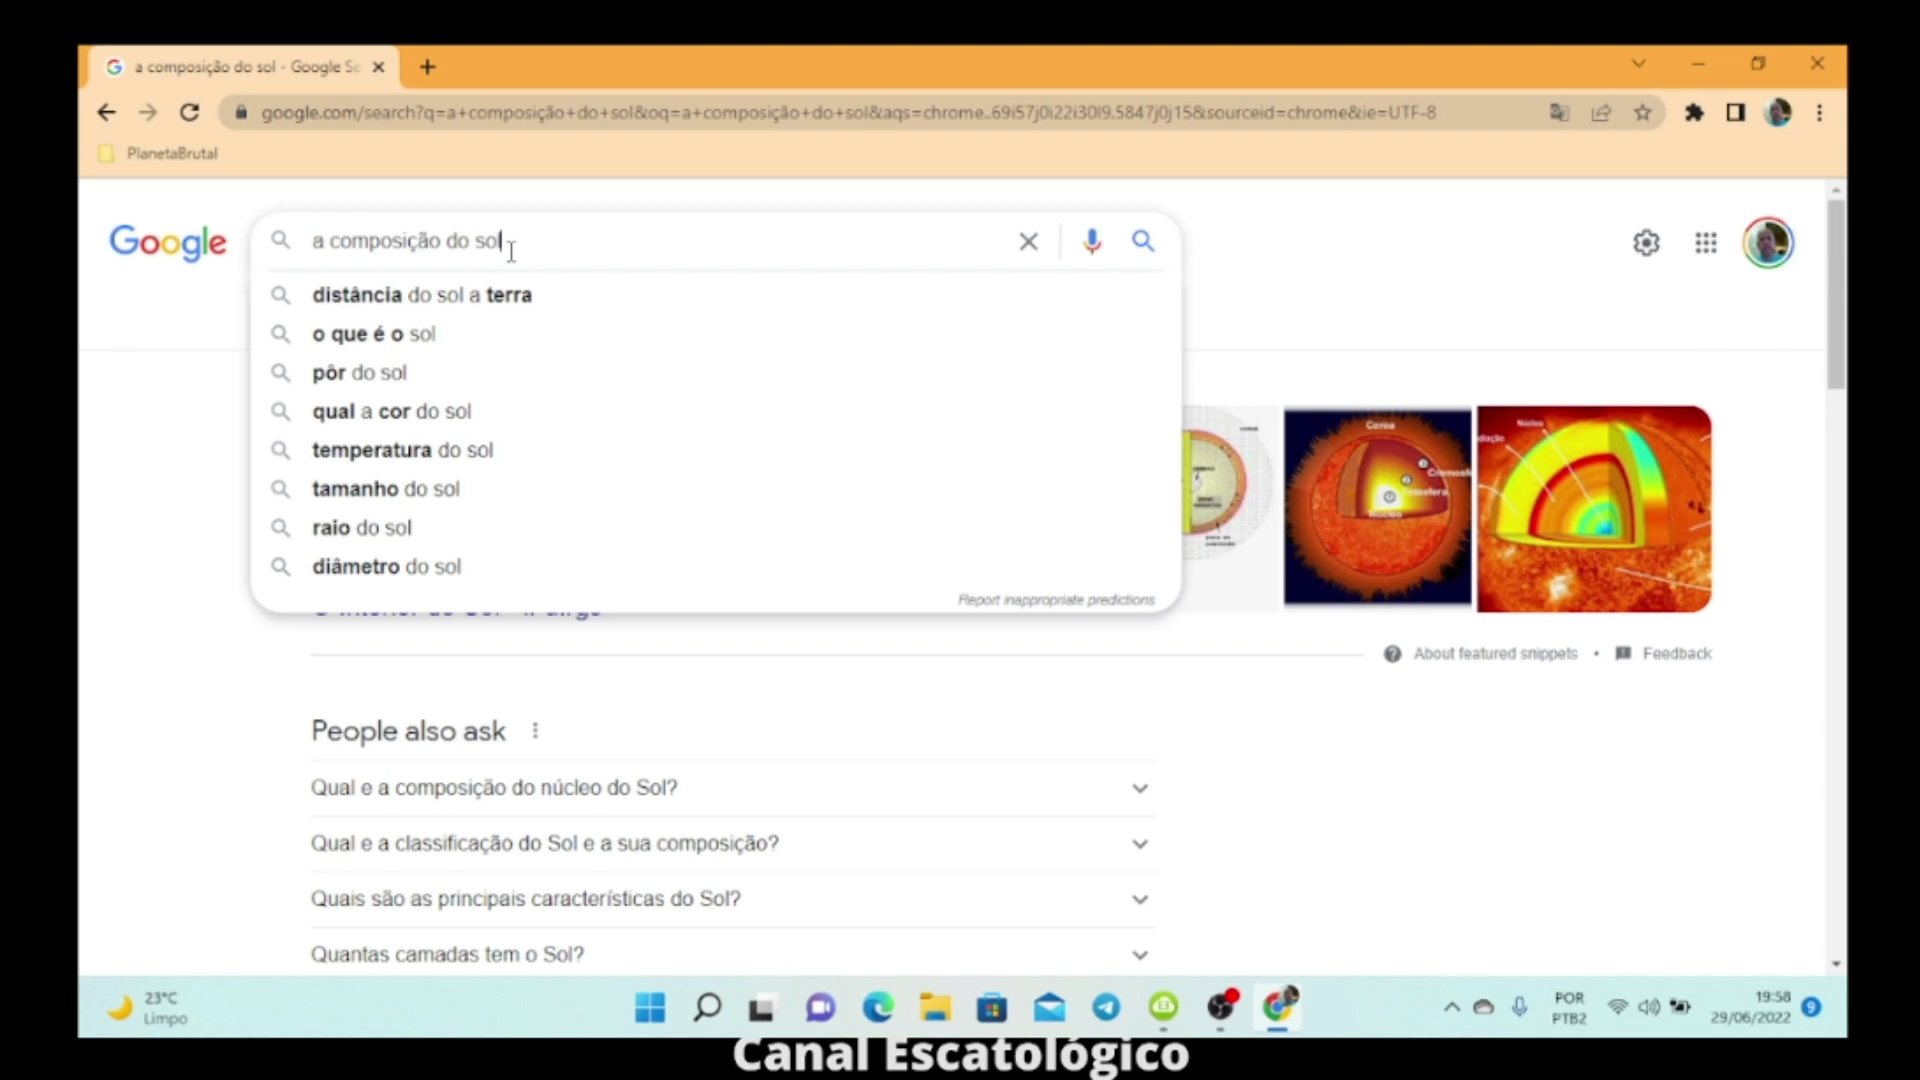 a composição do sol - Google Se
google.com/search?q=a+composição+do+sol&oq=a+composição+do+sol&aqs=chrome..69i57j0i22i30l9.5847j0j15&sourceid=chrome&ie=UTF-8
PlanetaBrutal
Google
a composição do sol
distância do sol a terra
o que é o sol
pôr do sol
qual a cor do sol
temperatura do sol
tamanho do sol
raio do sol
diâmetro do sol
Report inappropriate predictions
Coroa
Núcleo
About featured snippets • Feedback
People also ask
Qual e a composição do núcleo do Sol?
Qual e a classificação do Sol e a sua composição?
Quais são as principais características do Sol?
Quantas camadas tem o Sol?
23°C
Limpo
POR
PTB2
19:58
29/06/2022
9
Canal Escatológico